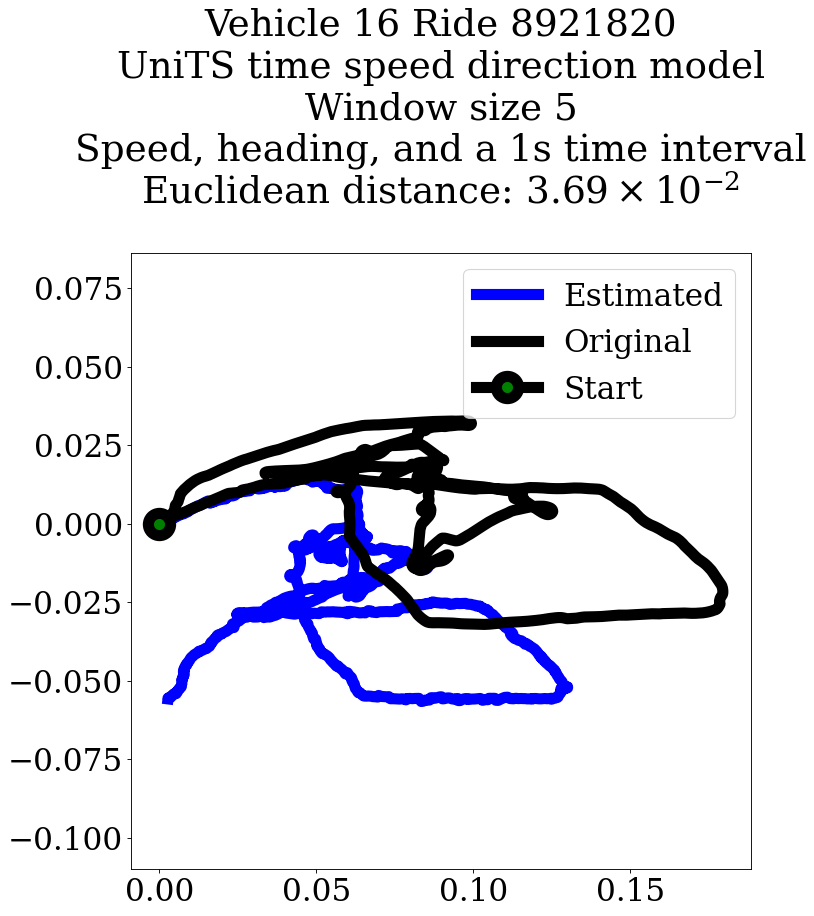 Vehicle 16 Ride 8921820
UniTS time speed direction model
Window size 5
Speed, heading, and a 1s time interval
Euclidean distance: 3.69 × 10⁻²
Estimated
Original
Start
0.075
0.050
0.025
0.000
−0.025
−0.050
−0.075
−0.100
0.00 0.05 0.10 0.15